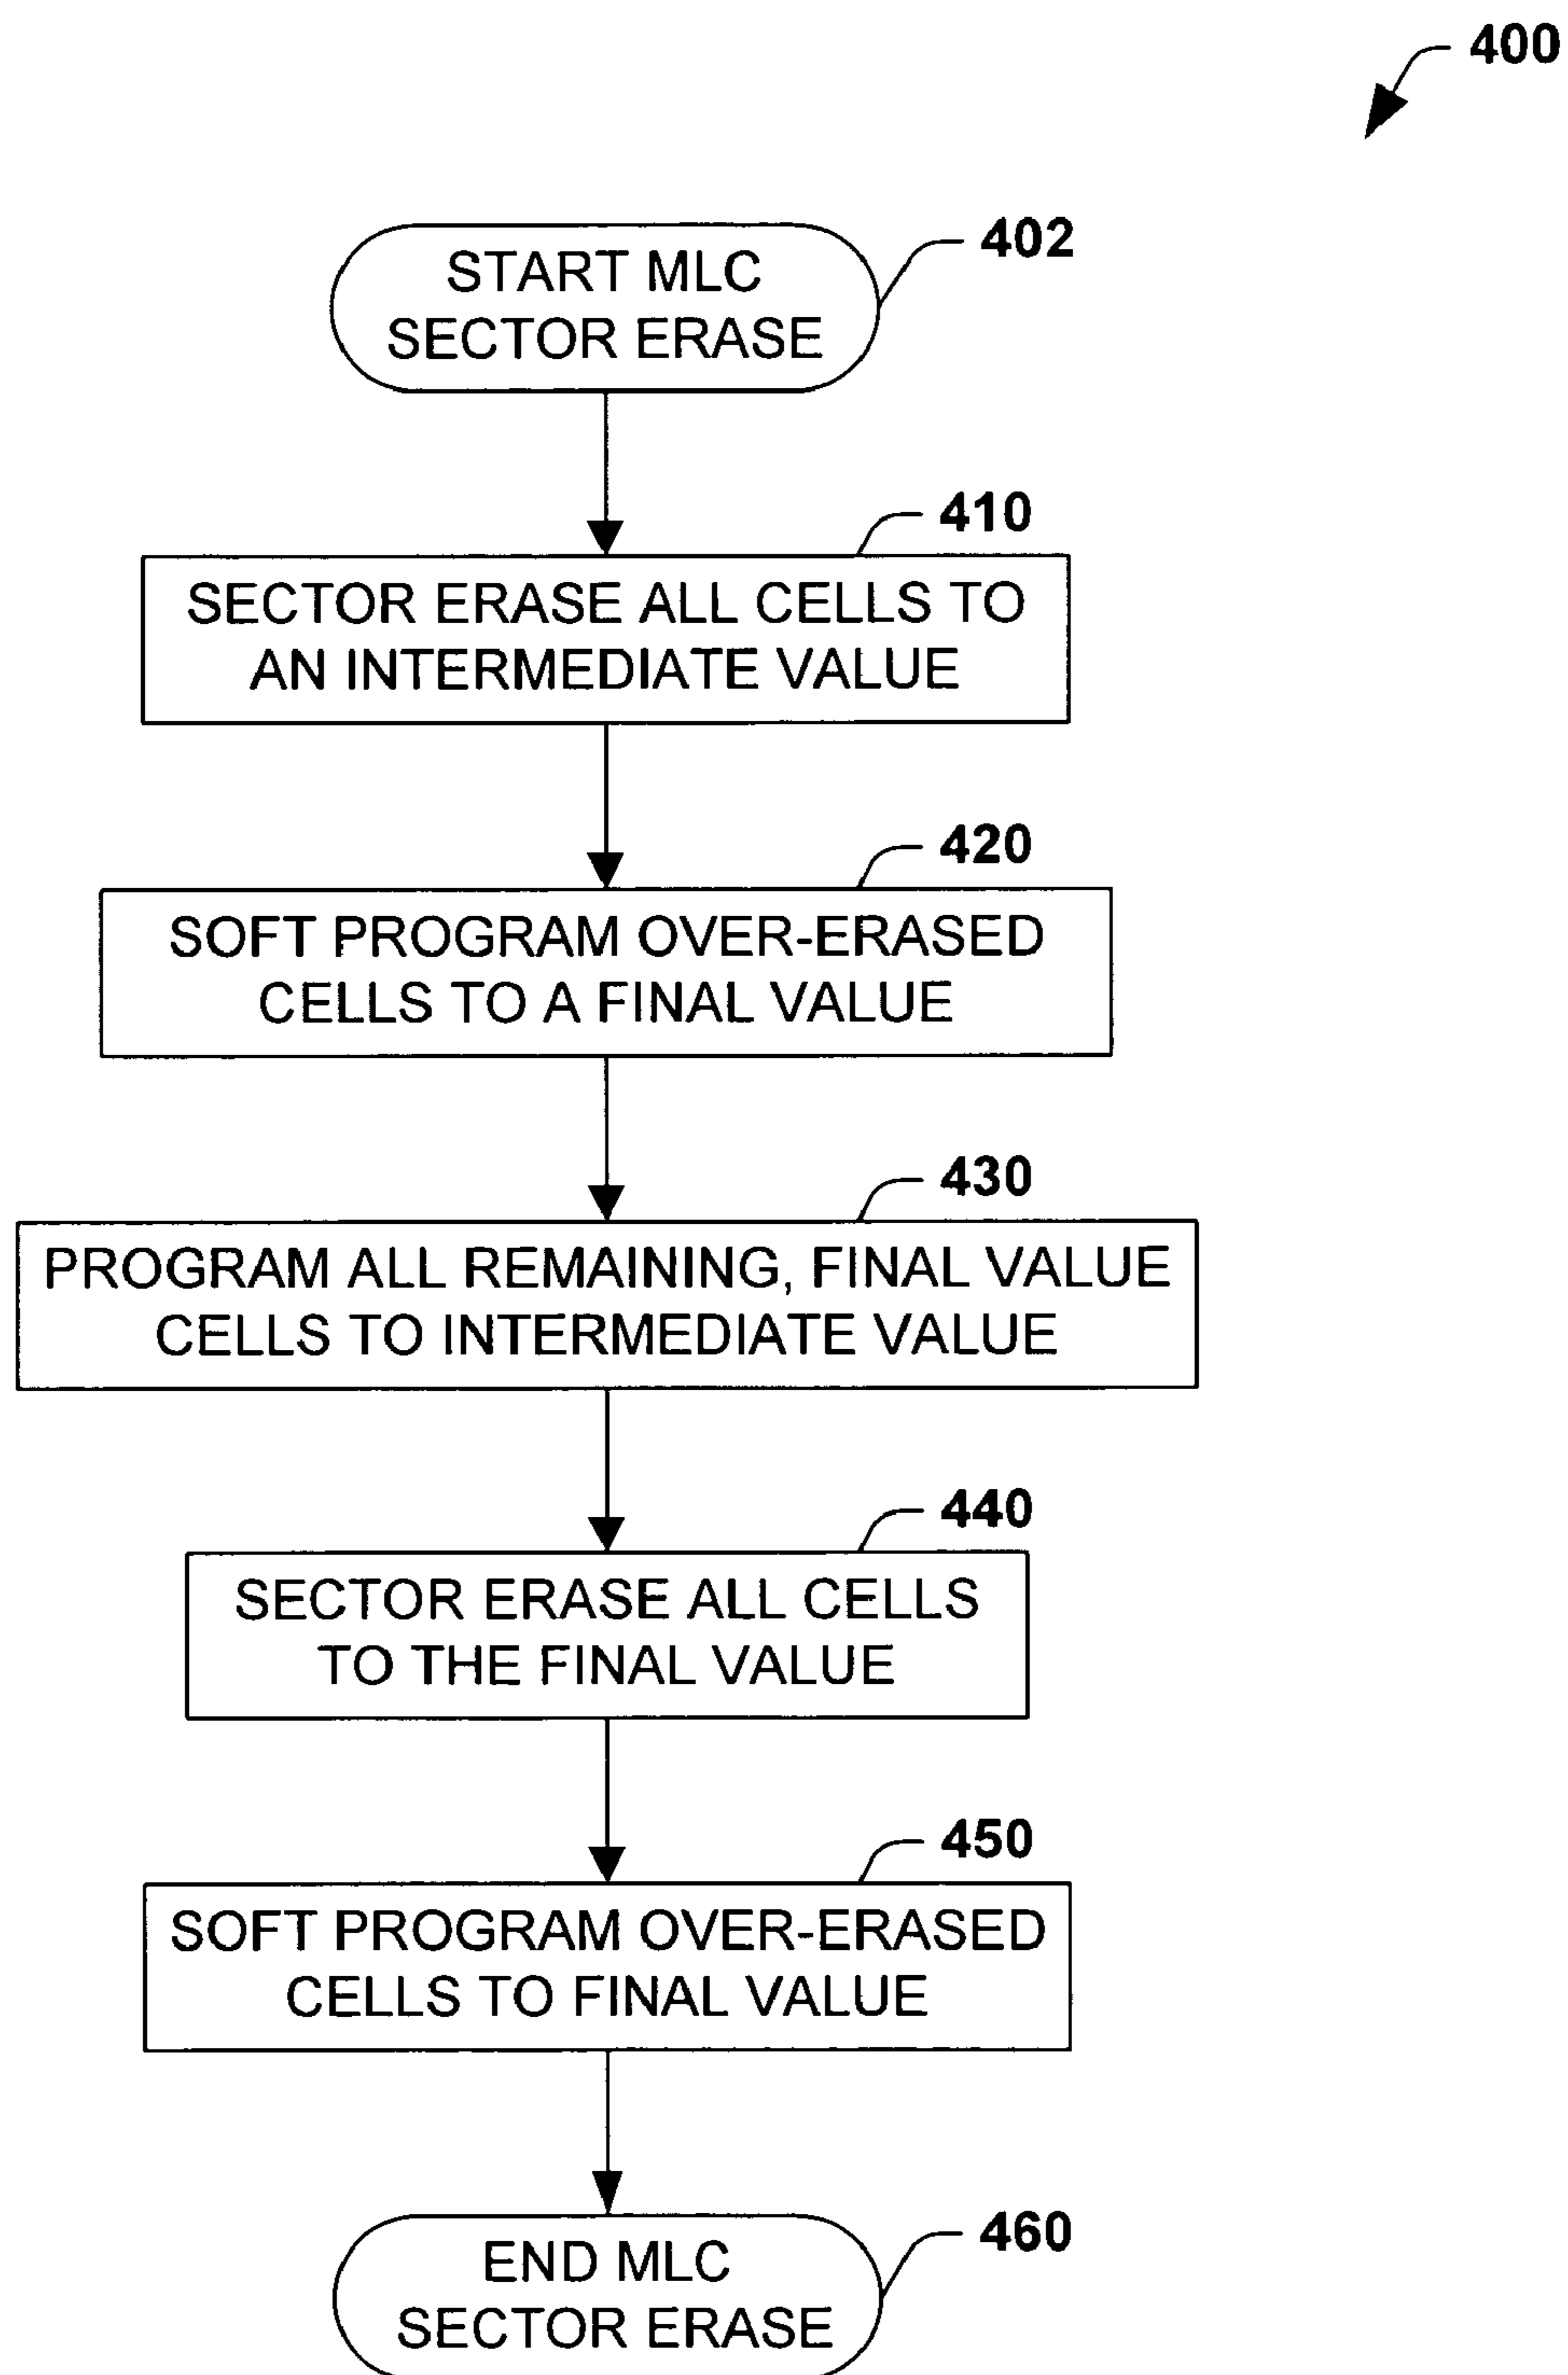 400
START MLC
SECTOR ERASE
402
410
SECTOR ERASE ALL CELLS TO
AN INTERMEDIATE VALUE
420
SOFT PROGRAM OVER-ERASED
CELLS TO A FINAL VALUE
430
PROGRAM ALL REMAINING, FINAL VALUE
CELLS TO INTERMEDIATE VALUE
440
SECTOR ERASE ALL CELLS
TO THE FINAL VALUE
450
SOFT PROGRAM OVER-ERASED
CELLS TO FINAL VALUE
460
END MLC
SECTOR ERASE